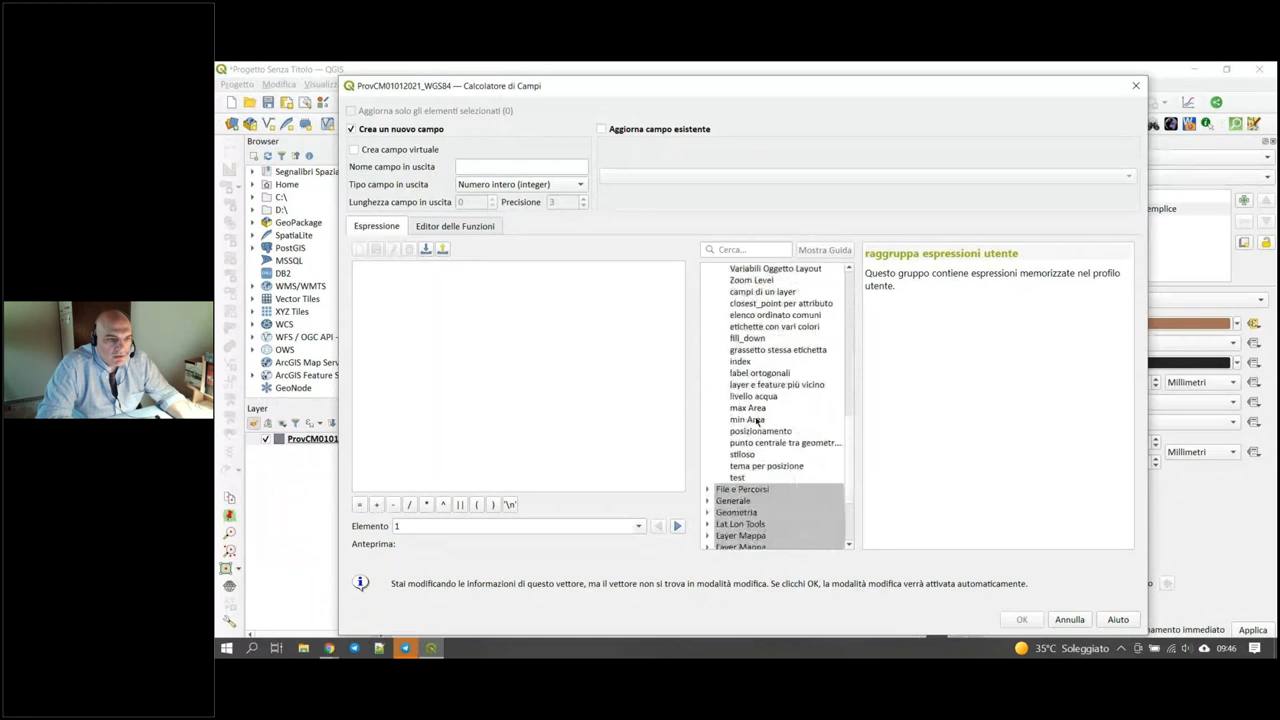 *Progetto Senza Titolo — QGIS
Progetto
Modifica
Visualizz
ProvCM01012021_WGS84 — Calcolatore di Campi
Aggiorna solo gli elementi selezionati (0)
Crea un nuovo campo
Aggiorna campo esistente
Crea campo virtuale
Nome campo in uscita
Tipo campo in uscita
Numero intero (integer)
Lunghezza campo in uscita
0
Precisione
3
Espressione
Editor delle Funzioni
Cerca...
Mostra Guida
= + - / * ^ || ( ) '\n'
Elemento
1
Anteprima:
Variabili Oggetto Layout
Zoom Level
campi di un layer
closest_point per attributo
elenco ordinato comuni
etichette con vari colori
fill_down
grassetto stessa etichetta
index
label ortogonali
layer e feature più vicino
livello acqua
max Area
min Area
posizionamento
punto centrale tra geometr...
stiloso
tema per posizione
test
File e Percorsi
Generale
Geometria
Lat Lon Tools
Layer Mappa
Layer Mappa
raggruppa espressioni utente
Questo gruppo contiene espressioni memorizzate nel profilo
utente.
Stai modificando le informazioni di questo vettore, ma il vettore non si trova in modalità modifica. Se clicchi OK, la modalità modifica verrà attivata automaticamente.
OK
Annulla
Aiuto
Browser
Segnalibri Spazia
Home
C:\
D:\
GeoPackage
SpatiaLite
PostGIS
MSSQL
DB2
WMS/WMTS
Vector Tiles
XYZ Tiles
WCS
WFS / OGC API -
OWS
ArcGIS Map Serv
ArcGIS Feature S
GeoNode
Layer
ProvCM0101
emplice
Millimetri
Millimetri
namento immediato
Applica
35°C Soleggiato
09:46